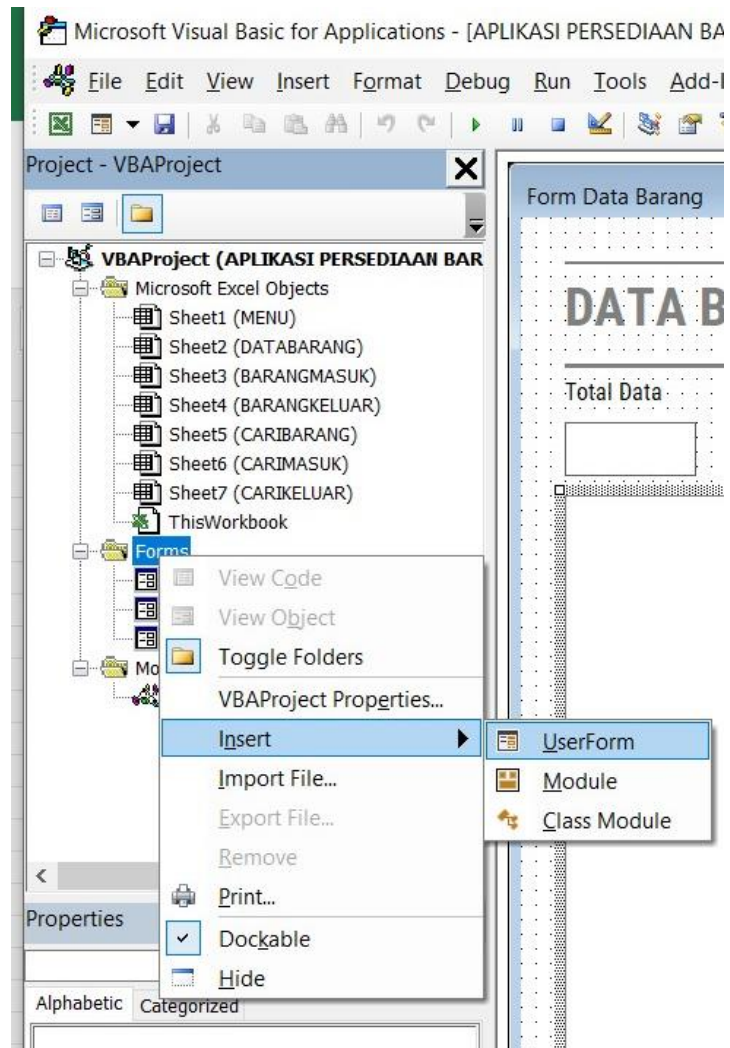 Microsoft Visual Basic for Applications - [APLIKASI PERSEDIAAN BA
File Edit View Insert Format Debug Run Tools Add-I
Project - VBAProject
Form Data Barang
VBAProject (APLIKASI PERSEDIAAN BAR
Microsoft Excel Objects
Sheet1 (MENU)
Sheet2 (DATABARANG)
Sheet3 (BARANGMASUK)
Sheet4 (BARANGKELUAR)
Sheet5 (CARIBARANG)
Sheet6 (CARIMASUK)
Sheet7 (CARIKELUAR)
ThisWorkbook
Forms
Mo
DATA B
Total Data
View Code
View Object
Toggle Folders
VBAProject Properties...
Insert
Import File...
Export File...
Remove
Print...
Dockable
Hide
UserForm
Module
Class Module
Properties
Alphabetic Categorized